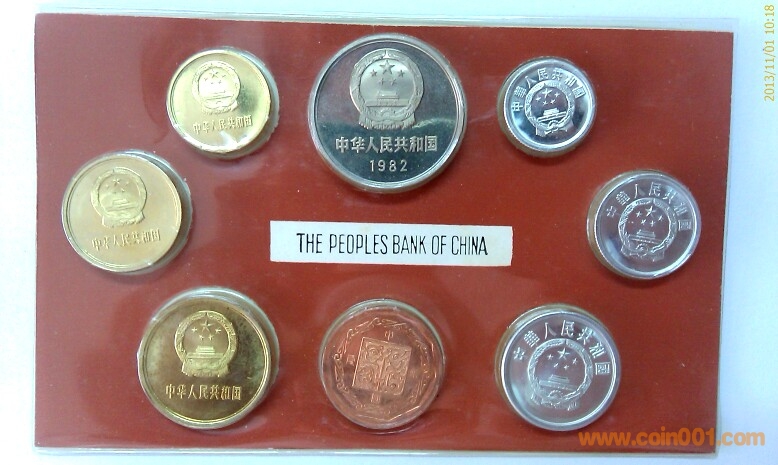 2013/11/01 10:18
中华人民共和国
中华人民共和国
1982
中華人民共和国
中华人民共和国
THE PEOPLES BANK OF CHINA
中華人民共和国
中华人民共和国
中華人民共和国
www.coin001.com